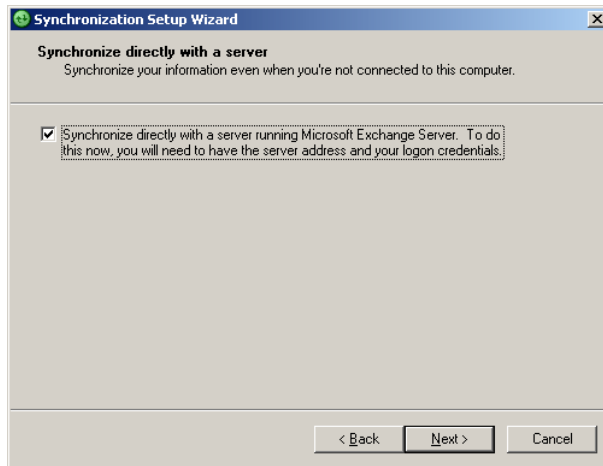 Synchronization Setup Wizard
Synchronize directly with a server
Synchronize your information even when you're not connected to this computer.
Synchronize directly with a server running Microsoft Exchange Server. To do
this now, you will need to have the server address and your logon credentials.
< Back
Next >
Cancel